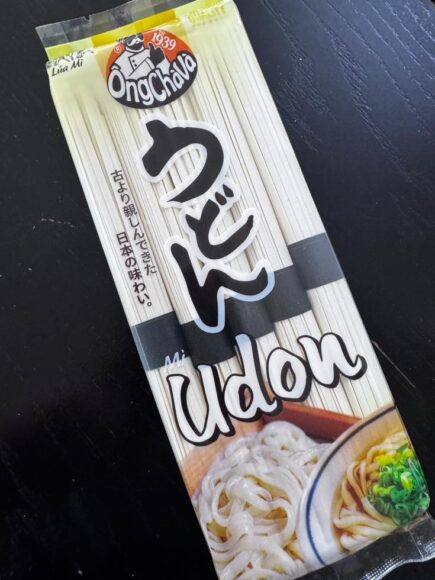 1939
Lúa Mì
ÔngChaVa
うどん
古より親しんできた
日本の味わい。
Mì
Udon